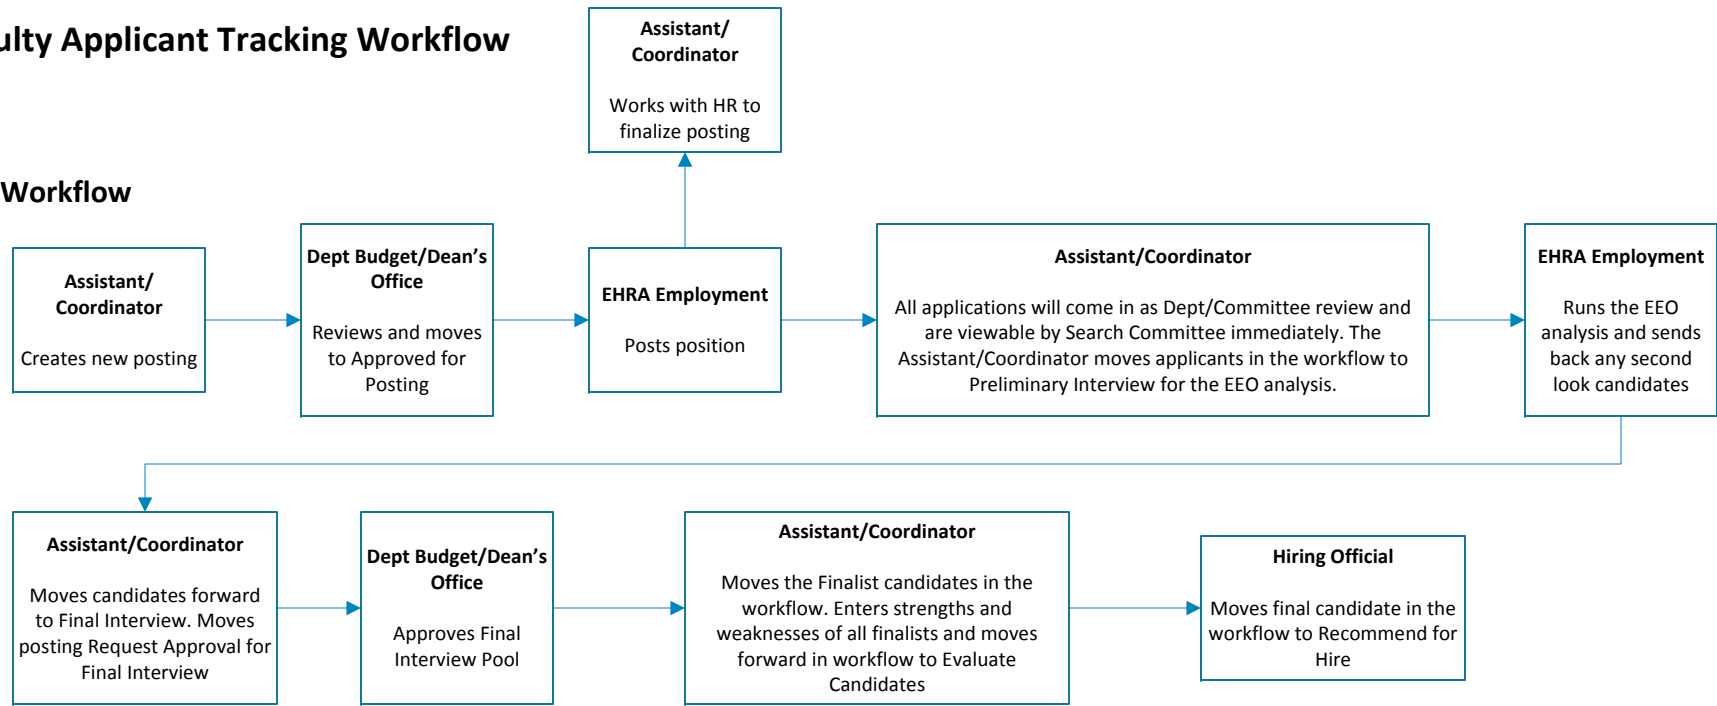 ulty Applicant Tracking Workflow
Assistant/
Coordinator
Works with HR to
finalize posting
Workflow
Assistant/
Coordinator
Creates new posting
Dept Budget/Dean's
Office
Reviews and moves
to Approved for
Posting
EHRA Employment
Posts position
Assistant/Coordinator
All applications will come in as Dept/Committee review and
are viewable by Search Committee immediately. The
Assistant/Coordinator moves applicants in the workflow to
Preliminary Interview for the EEO analysis.
EHRA Employment
Runs the EEO
analysis and sends
back any second
look candidates
Assistant/Coordinator
Moves candidates forward
to Final Interview. Moves
posting Request Approval for
Final Interview
Dept Budget/Dean's
Office
Approves Final
Interview Pool
Assistant/Coordinator
Moves the Finalist candidates in the
workflow. Enters strengths and
weaknesses of all finalists and moves
forward in workflow to Evaluate
Candidates
Hiring Official
Moves final candidate in the
workflow to Recommend for
Hire